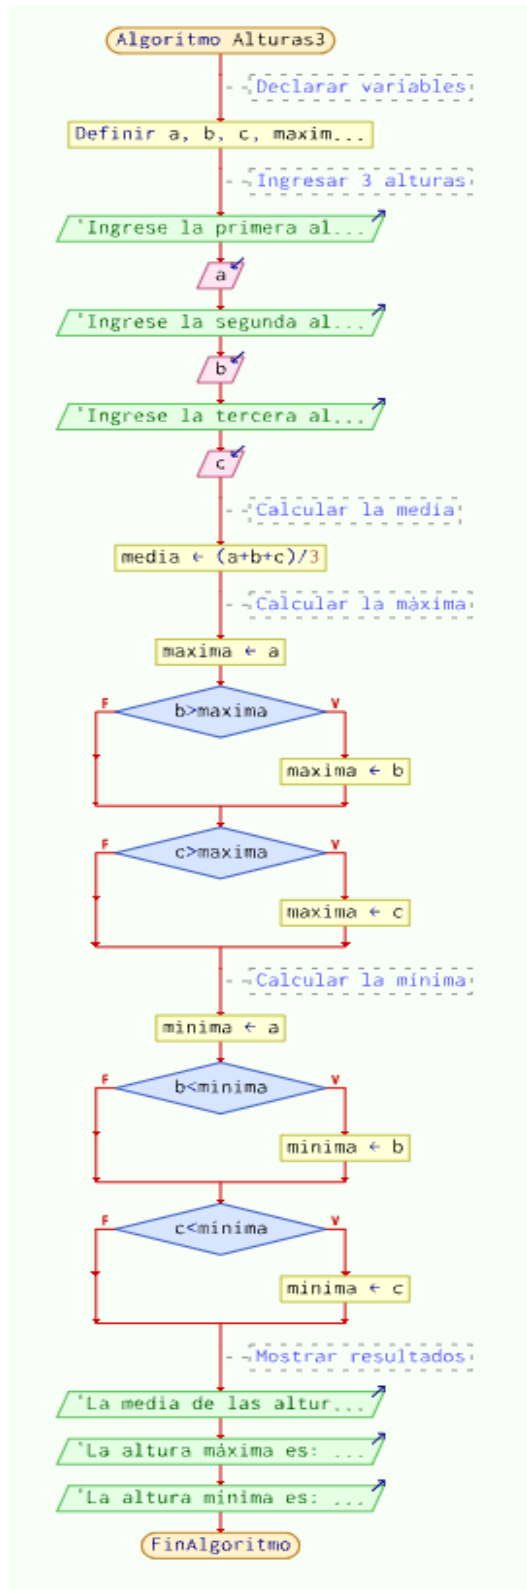 Algoritmo Alturas3
Declarar variables
Definir a, b, c, maxim...
Ingresar 3 alturas
'Ingrese la primera al...
a
'Ingrese la segunda al...
b
'Ingrese la tercera al...
c
Calcular la media
media ← (a+b+c)/3
Calcular la máxima
maxima ← a
F
b>maxima
V
maxima ← b
F
c>maxima
V
maxima ← c
Calcular la mínima
minima ← a
F
b<minima
V
minima ← b
F
c<minima
V
minima ← c
Mostrar resultados
'La media de las altur...
'La altura máxima es: ...
'La altura mínima es: ...
FinAlgoritmo